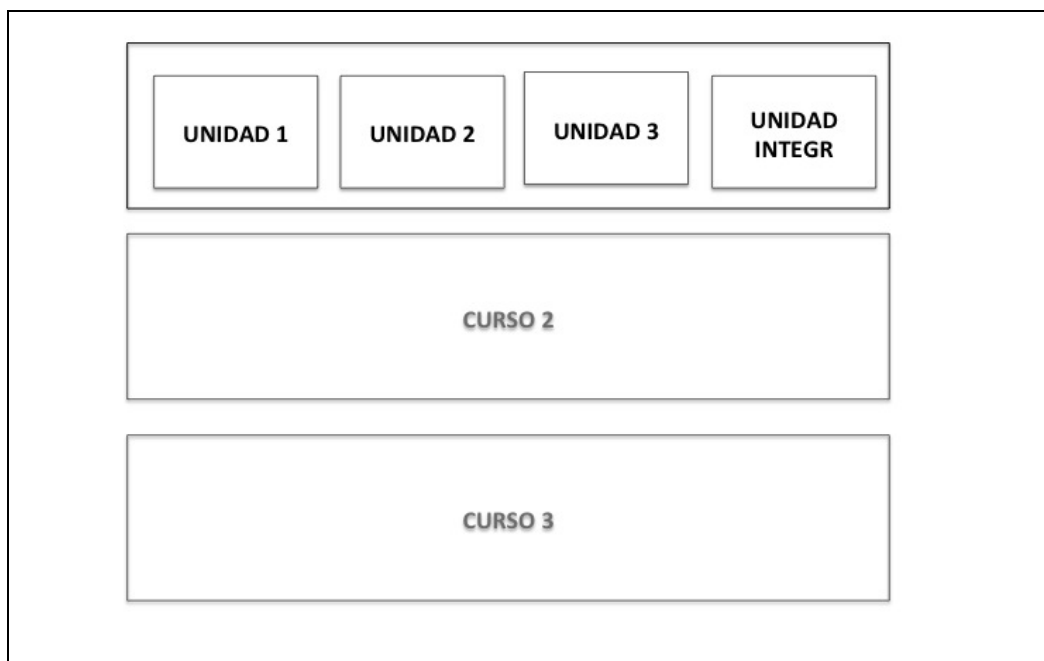 UNIDAD 1
UNIDAD 2
UNIDAD 3
UNIDAD
INTEGR
CURSO 2
CURSO 3